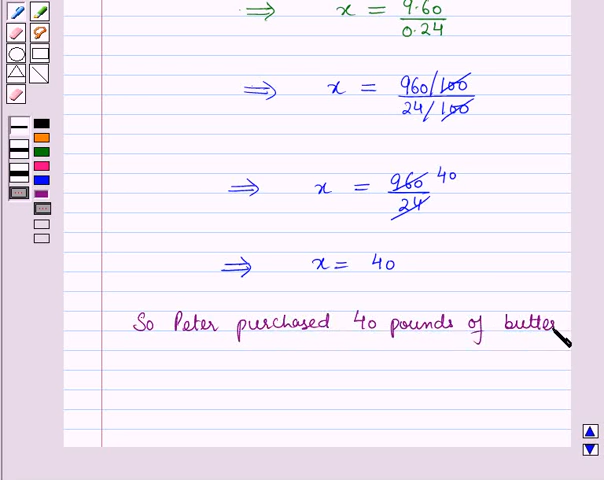 ⇒ x = 9.60/0.24
⇒ x = 960/100 / 24/100
⇒ x = 960/24 40
⇒ x = 40
So Peter purchased 40 pounds of butter